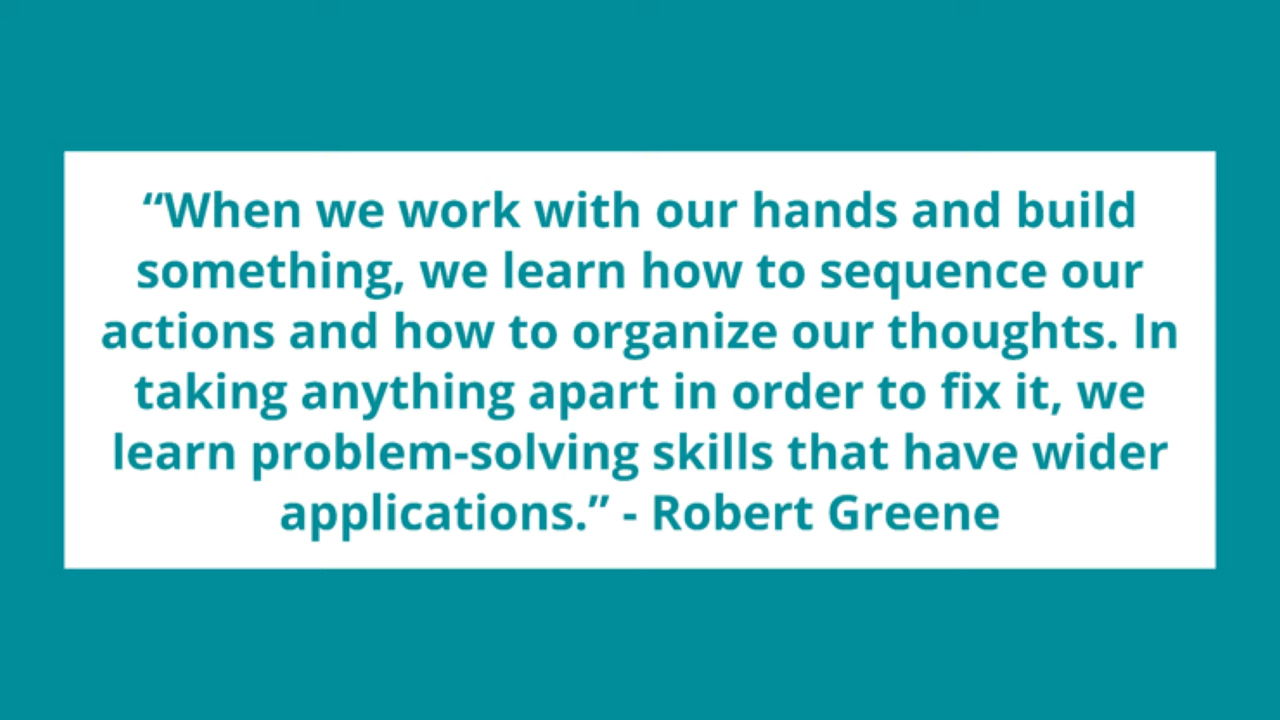 “When we work with our hands and build
something, we learn how to sequence our
actions and how to organize our thoughts. In
taking anything apart in order to fix it, we
learn problem-solving skills that have wider
applications.” - Robert Greene